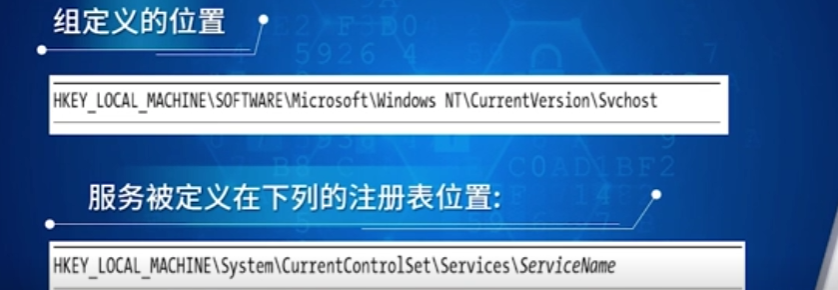 组定义的位置
HKEY_LOCAL_MACHINE\SOFTWARE\Microsoft\Windows NT\CurrentVersion\Svchost
服务被定义在下列的注册表位置:
HKEY_LOCAL_MACHINE\System\CurrentControlSet\Services\ServiceName